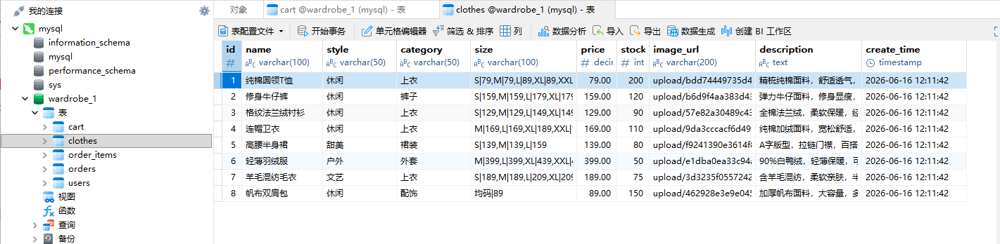 我的连接
mysql
information_schema
mysql
performance_schema
sys
wardrobe_1
表
cart
clothes
order_items
orders
users
视图
函数
查询
备份
对象 cart @wardrobe_1 (mysql) - 表 clothes @wardrobe_1 (mysql) - 表
表配置文件 开始事务 单元格编辑器 筛选 & 排序 列 数据分析 导入 导出 数据生成 创建 BI 工作区
id name style category size price stock image_url description create_time
# varchar(100) varchar(50) varchar(50) varchar(100) decir int varchar(200) text timestamp
1 纯棉圆领T恤 休闲 上衣 S|79,M|79,L|89,XL|89,XXL 79.00 200 upload/bdd74449735d4 精梳纯棉面料，舒适透气， 2026-06-16 12:11:42
2 修身牛仔裤 休闲 裤子 S|159,M|159,L|179,XL|179 159.00 120 upload/b6d9f4aa383d43 弹力牛仔面料，修身显瘦， 2026-06-16 12:11:42
3 格纹法兰绒衬衫 休闲 上衣 S|129,M|129,L|149,XL|149 129.00 90 upload/57e82a30489c43 全棉法兰绒，柔软保暖， 2026-06-16 12:11:42
4 连帽卫衣 休闲 上衣 M|169,L|169,XL|189,XXL|1 169.00 110 upload/9da3cccacf6d49 纯棉加绒面料，宽松舒适， 2026-06-16 12:11:42
5 高腰半身裙 甜美 裙装 S|139,M|139,L|159 139.00 80 upload/f9241390e3614f8 A字版型，拉链门襟，百搭 2026-06-16 12:11:42
6 轻薄羽绒服 户外 外套 M|399,L|399,XL|439,XXL|4 399.00 50 upload/e1dba0ea33c94a 90%白鸭绒，轻薄保暖，可 2026-06-16 12:11:42
7 羊毛混纺毛衣 文艺 上衣 S|189,M|189,L|209,XL|209 189.00 75 upload/3d3235f0557242 含羊毛混纺，柔软亲肤，半 2026-06-16 12:11:42
8 帆布双肩包 休闲 配饰 均码|89 89.00 150 upload/462928e3e9e045 加厚帆布面料，大容量，多 2026-06-16 12:11:42